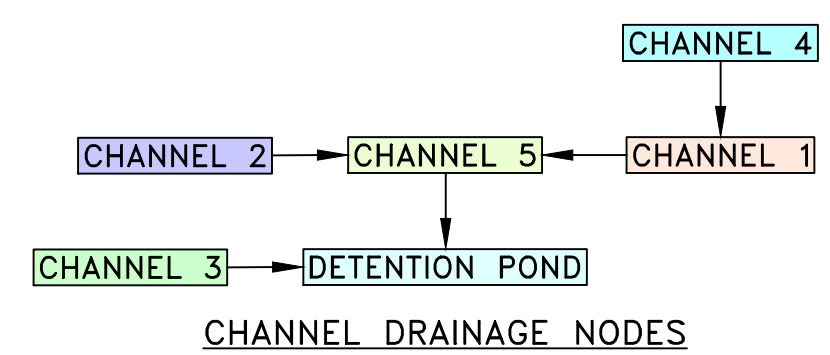 CHANNEL 4
CHANNEL 2
CHANNEL 5
CHANNEL 1
CHANNEL 3
DETENTION POND
CHANNEL DRAINAGE NODES